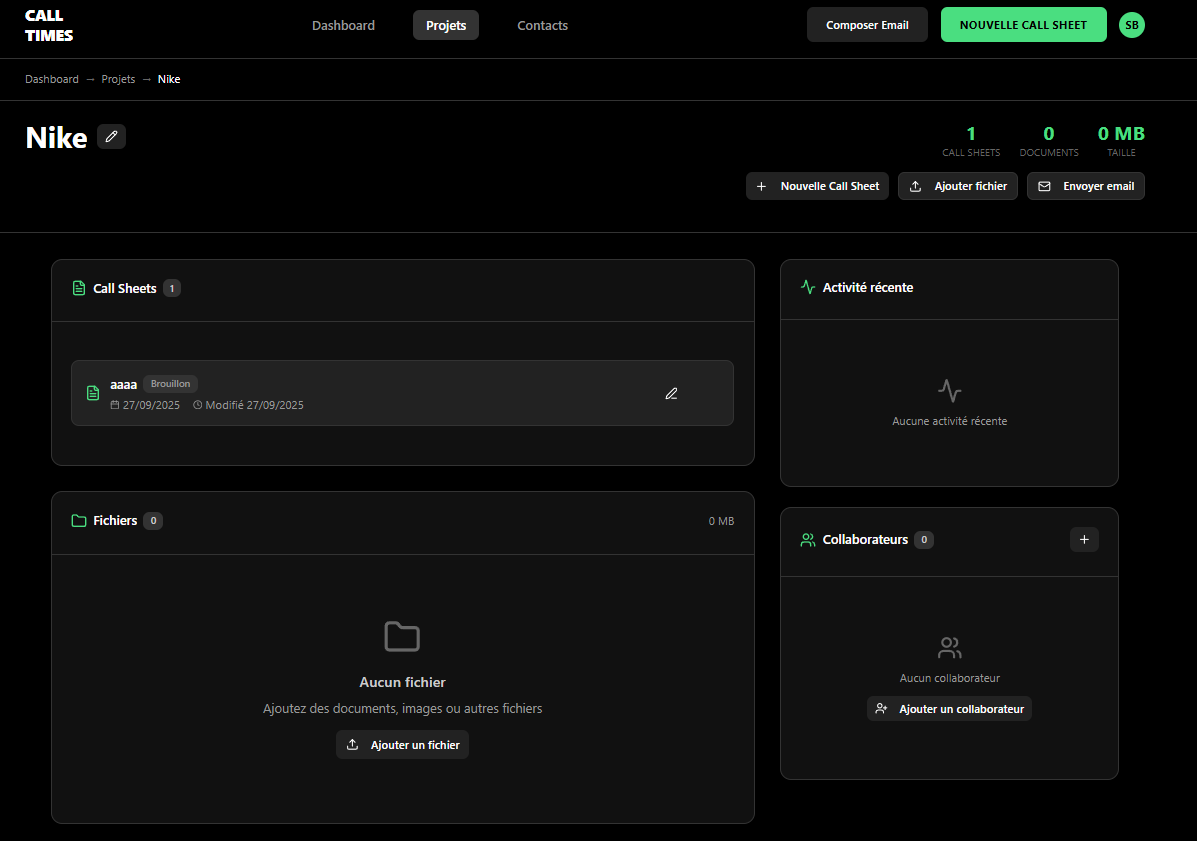 CALL
TIMES
Dashboard
Projets
Contacts
Composer Email
NOUVELLE CALL SHEET
SB
Dashboard → Projets → Nike
Nike
1
CALL SHEETS
0
DOCUMENTS
0 MB
TAILLE
Nouvelle Call Sheet
Ajouter fichier
Envoyer email
Call Sheets 1
aaaa Brouillon
27/09/2025 Modifié 27/09/2025
Activité récente
Aucune activité récente
Fichiers 0
0 MB
Aucun fichier
Ajoutez des documents, images ou autres fichiers
Ajouter un fichier
Collaborateurs 0
Aucun collaborateur
Ajouter un collaborateur